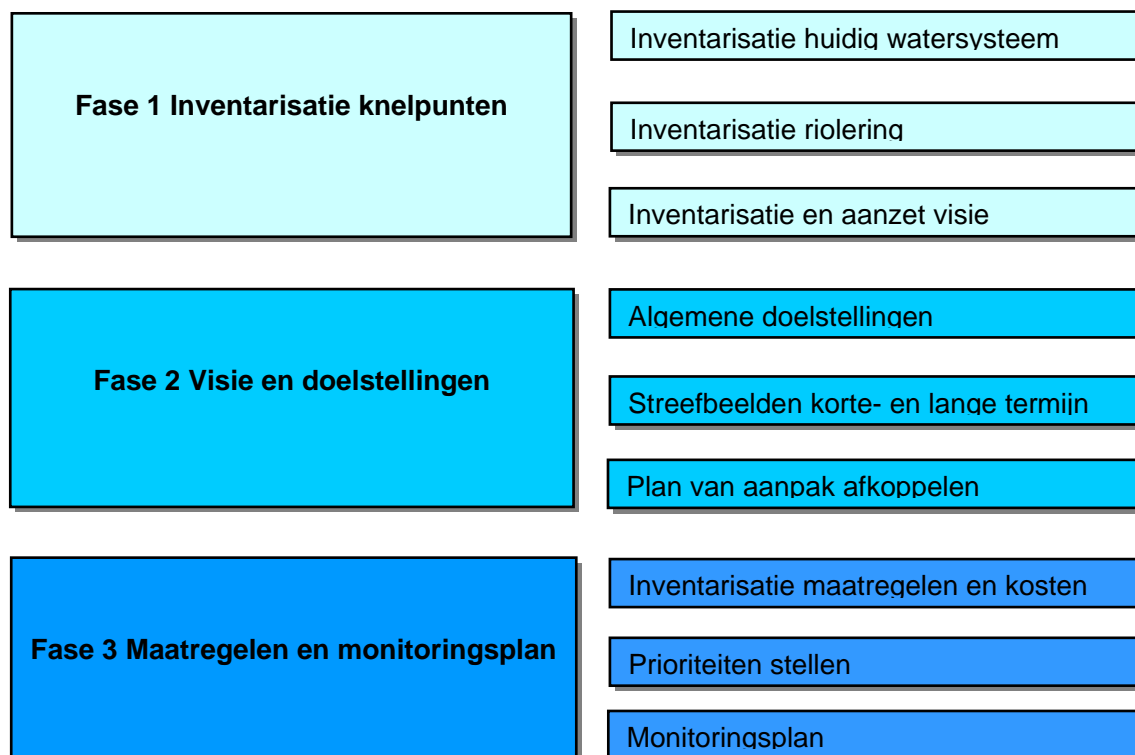 Fase 1 Inventarisatie knelpunten
Inventarisatie huidig watersysteem
Inventarisatie riolering
Inventarisatie en aanzet visie
Fase 2 Visie en doelstellingen
Algemene doelstellingen
Streefbeelden korte- en lange termijn
Plan van aanpak afkoppelen
Fase 3 Maatregelen en monitoringsplan
Inventarisatie maatregelen en kosten
Prioriteiten stellen
Monitoringsplan